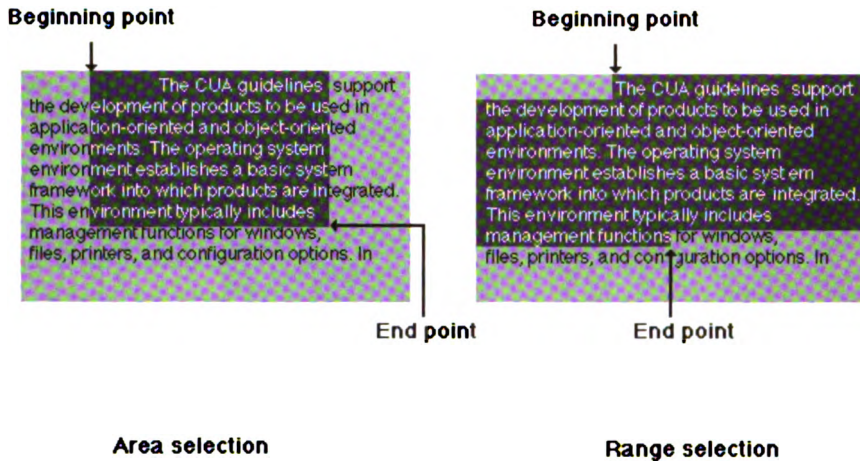 Beginning point
The CUA guidelines support
the development of products to be used in
application-oriented and object-oriented
environments. The operating system
environment establishes a basic system
framework into which products are integrated.
This environment typically includes
management functions for windows,
files, printers, and configuration options. In
End point
Area selection
Beginning point
The CUA guidelines support
the development of products to be used in
application-oriented and object-oriented
environments. The operating system
environment establishes a basic system
framework into which products are integrated.
This environment typically includes
management functions for windows,
files, printers, and configuration options. In
End point
Range selection